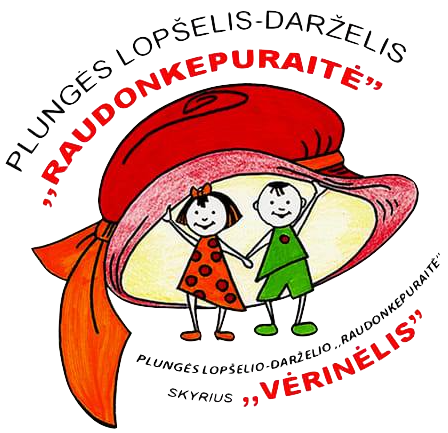 PLUNGĖS LOPŠELIS-DARŽELIS
„RAUDONKEPURAITĖ”
PLUNGĖS LOPŠELIO-DARŽELIO „RAUDONKEPURAITĖ”
SKYRIUS „VĖRINĖLIS”